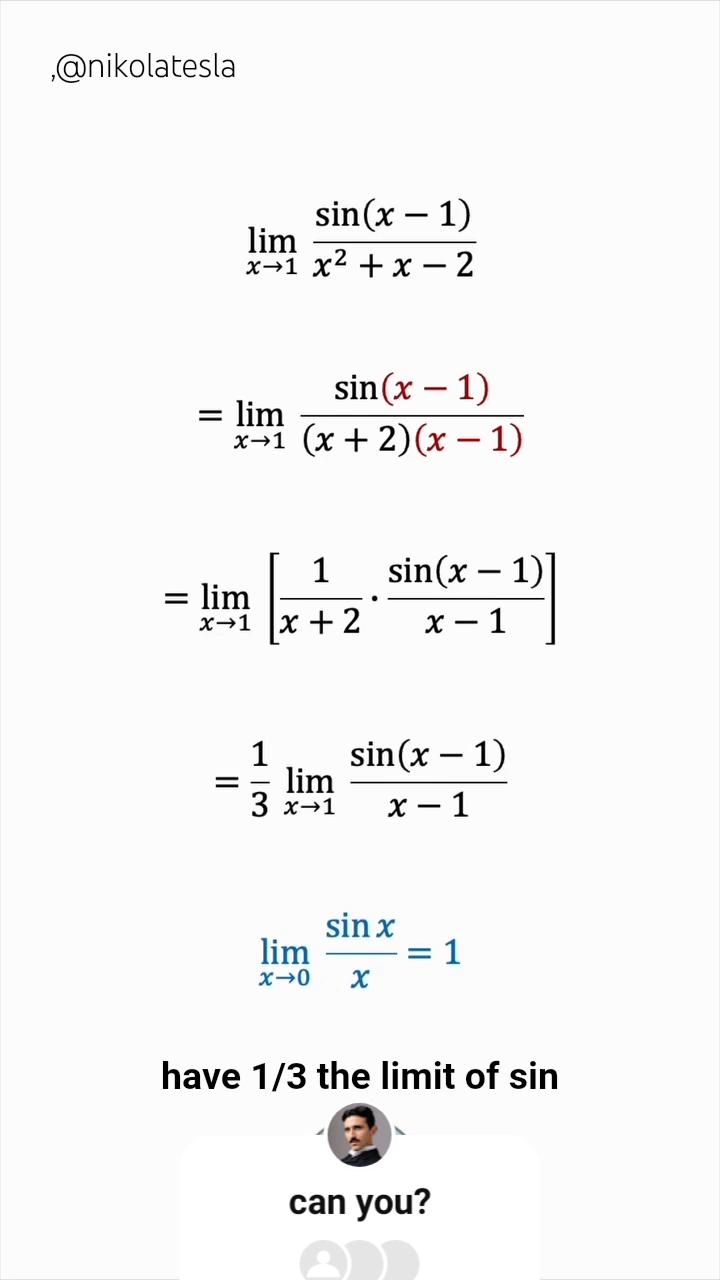 ,@nikolatesla
lim x→1 sin(x − 1) / x² + x − 2
= lim x→1 sin(x − 1) / (x + 2)(x − 1)
= lim x→1 [1 / x + 2 · sin(x − 1) / x − 1]
= 1/3 lim x→1 sin(x − 1) / x − 1
lim x→0 sin x / x = 1
have 1/3 the limit of sin
can you?